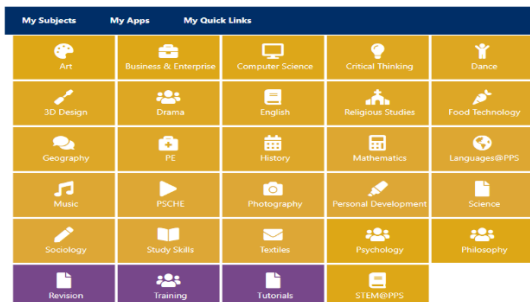 My Subjects My Apps My Quick Links
Art Business & Enterprise Computer Science Critical Thinking Dance
3D Design Drama English Religious Studies Food Technology
Geography PE History Mathematics Languages@PPS
Music PSCHE Photography Personal Development Science
Sociology Study Skills Textiles Psychology Philosophy
Revision Training Tutorials STEM@PPS